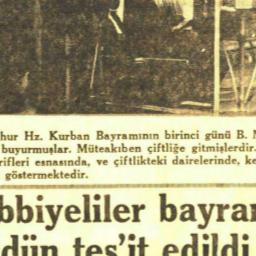 hur Hz. Kurban Bayramının birinci günü B. M
buyurmuşlar. Müteakıben çiftliğe gitmişlerdir.
rifleri esnasında, ve çiftlikteki dairelerinde, ke
göstermektedir.
bbiyeliler bayra
dün tes'it edildi